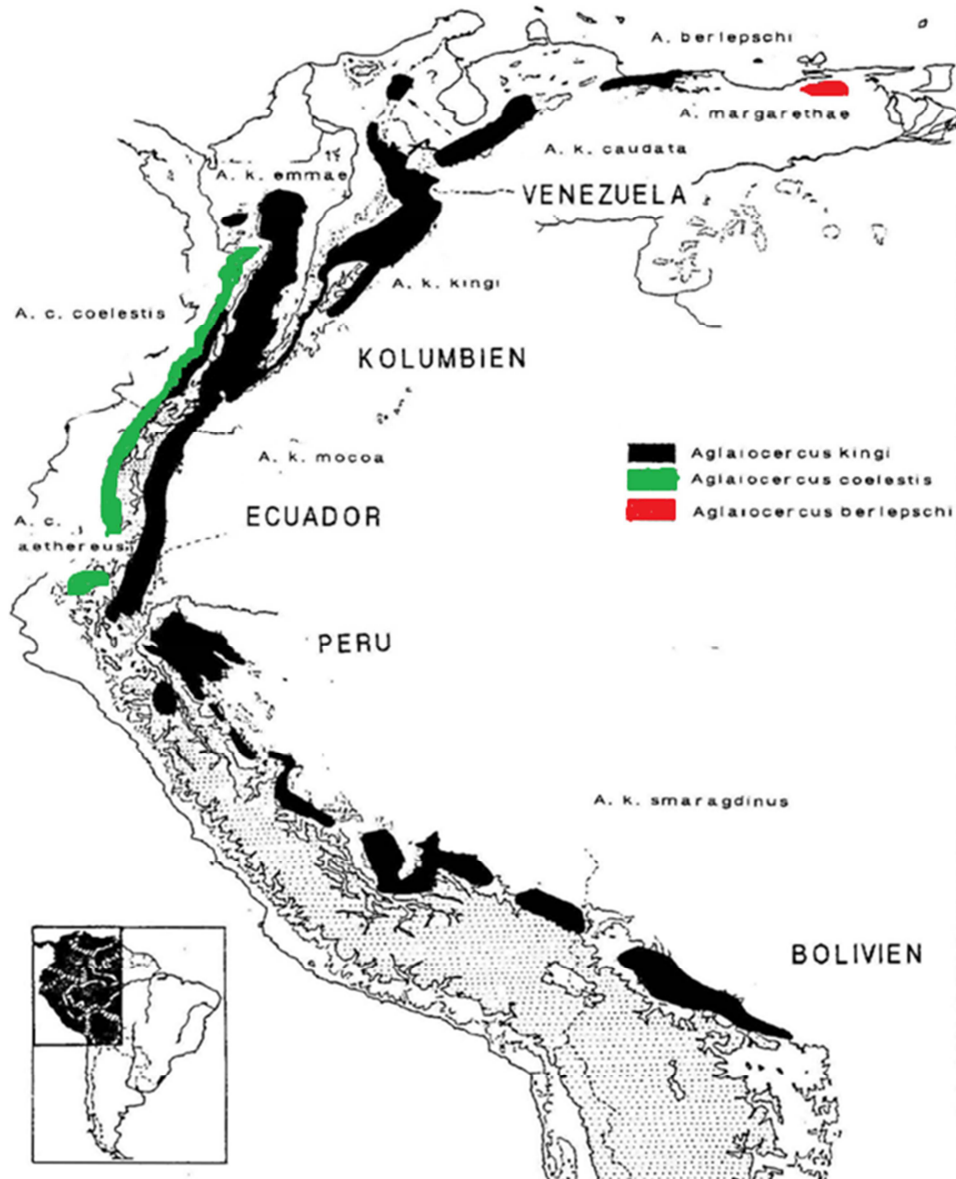 A. berlepschi
?
A. margarethae
A. k. caudata
A. k. emmae
VENEZUELA
A. k. kingi
A. c. coelestis
KOLUMBIEN
A. k. mocoa
Aglaiocercus kingi
Aglaiocercus coelestis
Aglaiocercus berlepschi
A. c.
aethereus
ECUADOR
PERU
A. k. smaragdinus
BOLIVIEN